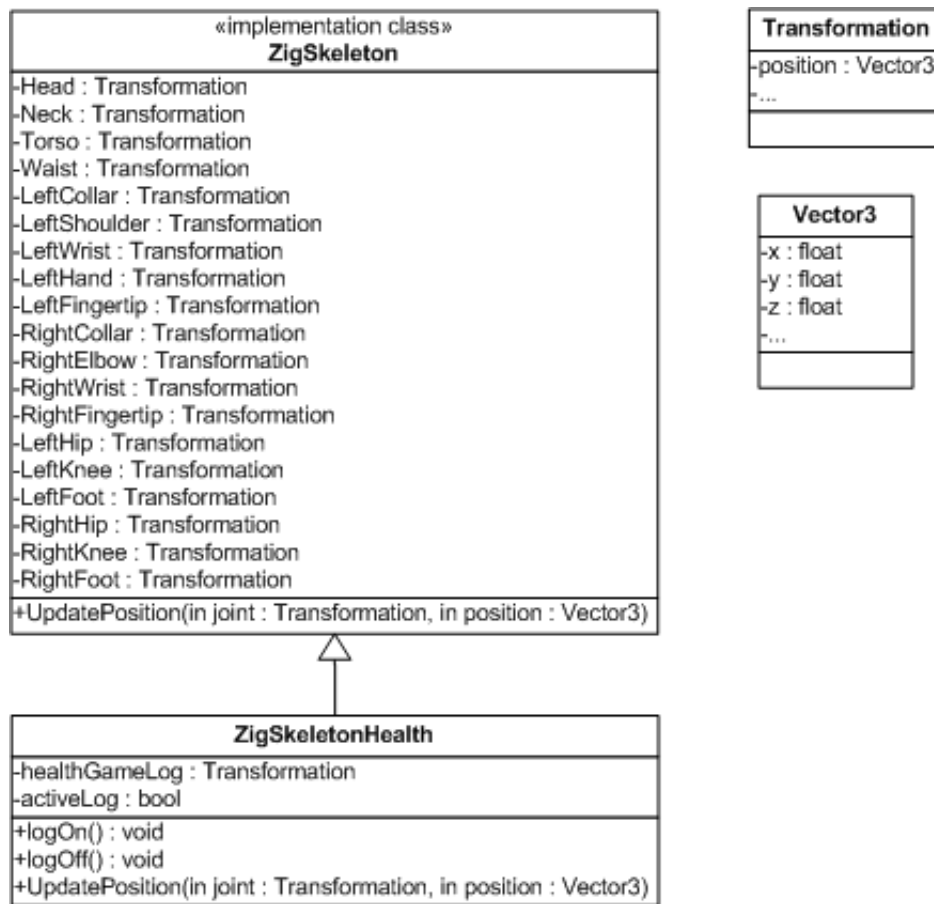 «implementation class»
ZigSkeleton
-Head : Transformation
-Neck : Transformation
-Torso : Transformation
-Waist : Transformation
-LeftCollar : Transformation
-LeftShoulder : Transformation
-LeftWrist : Transformation
-LeftHand : Transformation
-LeftFingertip : Transformation
-RightCollar : Transformation
-RightElbow : Transformation
-RightWrist : Transformation
-RightFingertip : Transformation
-LeftHip : Transformation
-LeftKnee : Transformation
-LeftFoot : Transformation
-RightHip : Transformation
-RightKnee : Transformation
-RightFoot : Transformation
+UpdatePosition(in joint : Transformation, in position : Vector3)
ZigSkeletonHealth
-healthGameLog : Transformation
-activeLog : bool
+logOn() : void
+logOff() : void
+UpdatePosition(in joint : Transformation, in position : Vector3)
Transformation
-position : Vector3
-...
Vector3
-x : float
-y : float
-z : float
-...